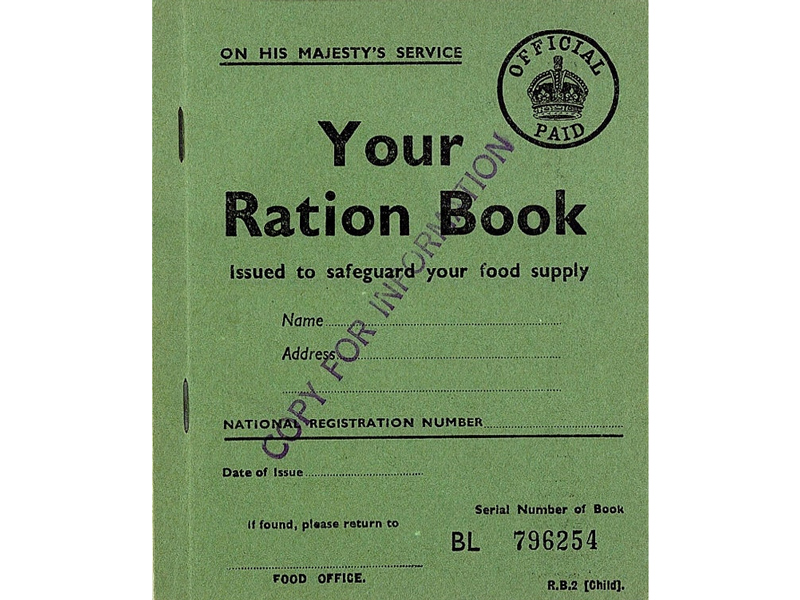 ON HIS MAJESTY'S SERVICE
OFFICIAL
PAID
Your
Ration Book
Issued to safeguard your food supply
Name
Address
NATIONAL REGISTRATION NUMBER
Date of Issue
If found, please return to
FOOD OFFICE.
Serial Number of Book
BL 796254
R.B.2 [Child].
COPY FOR INFORMATION